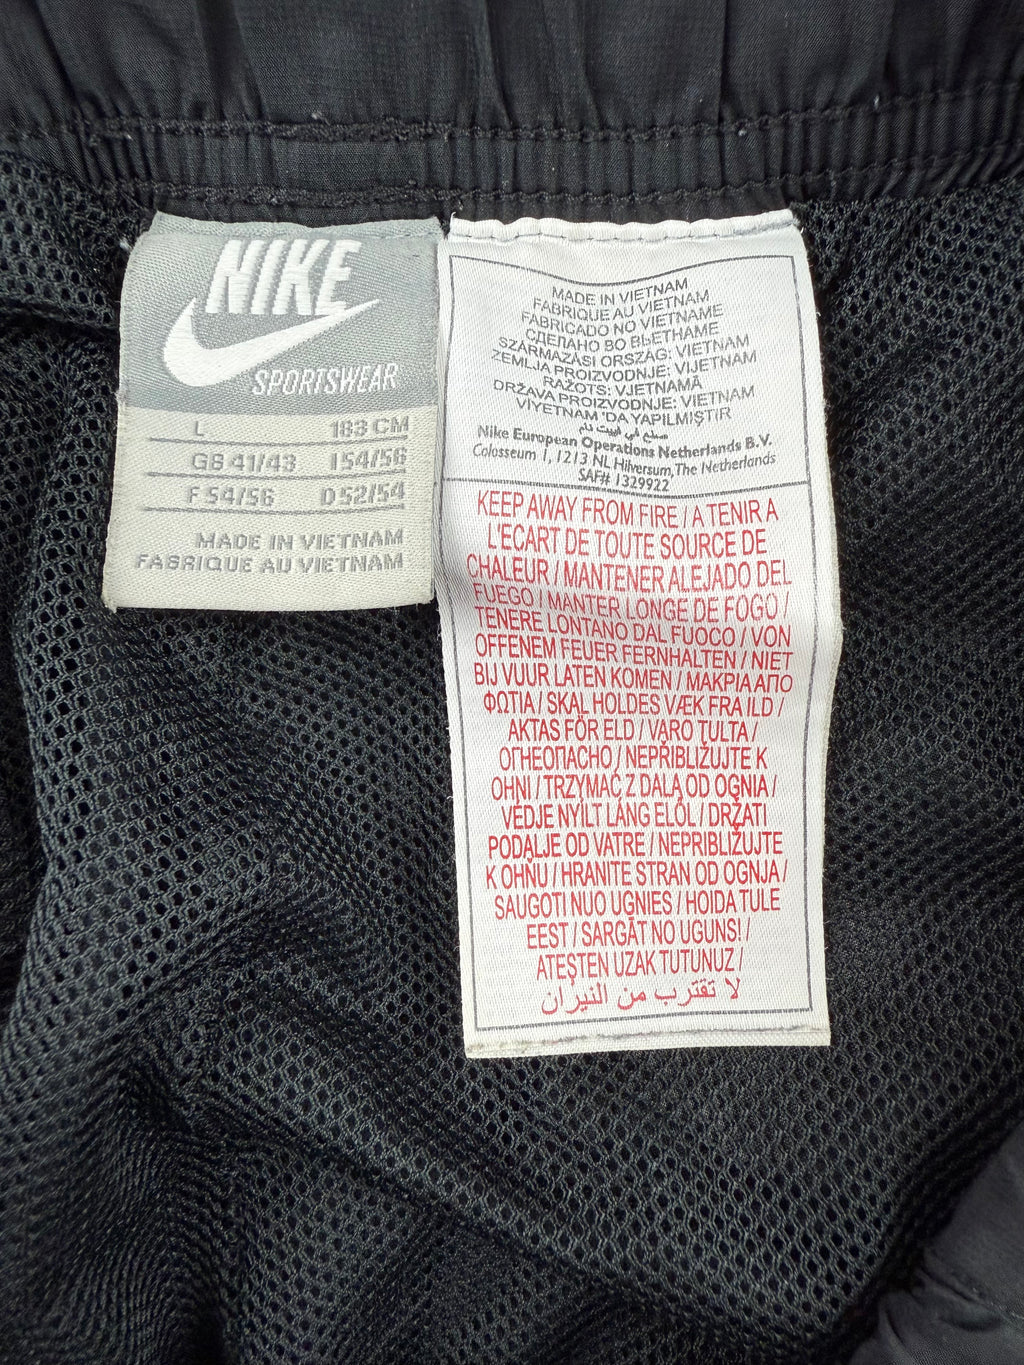 NIKE
SPORTSWEAR
L 183 CM
GB 41/43 I 54/56
F 54/56 D 52/54
MADE IN VIETNAM
FABRIQUE AU VIETNAM
MADE IN VIETNAM
FABRIQUE AU VIETNAM
FABRICADO NO VIETNAME
СДЕЛАНО ВО ВЬЕТНАМЕ
SZÁRMAZÁSI ORSZÁG: VIETNAM
ZEMLJA PROIZVODNJE: VIJETNAM
RAŽOTS: VJETNAMĀ
DRŽAVA PROIZVODNJE: VIETNAM
VİYETNAM 'DA YAPILMIŞTIR
صنع في فييت نام
Nike European Operations Netherlands B.V.
Colosseum 1, 1213 NL Hilversum, The Netherlands
SAF# 1329922
KEEP AWAY FROM FIRE / A TENIR A
L'ECART DE TOUTE SOURCE DE
CHALEUR / MANTENER ALEJADO DEL
FUEGO / MANTER LONGE DE FOGO /
TENERE LONTANO DAL FUOCO / VON
OFFENEM FEUER FERNHALTEN / NIET
BIJ VUUR LATEN KOMEN / ΜΑΚΡΙΑ ΑΠΟ
ΦΩΤΙΑ / SKAL HOLDES VÆK FRA ILD /
AKTAS FÖR ELD / VARO TULTA /
ОГНЕОПАСНО / NEPRIBLIŽUJTE K
OHNI / TRZYMAĆ Z DALA OD OGNIA /
VÉDJE NYÍLT LÁNG ELŐL / DRŽATI
PODALJE OD VATRE / NEPRIBLIŽUJTE
K OHŇU / HRANITE STRAN OD OGNJA /
SAUGOTI NUO UGNIES / HOIDA TULE
EEST / SARGĀT NO UGUNS! /
ATEŞTEN UZAK TUTUNUZ /
لا تقترب من النيران